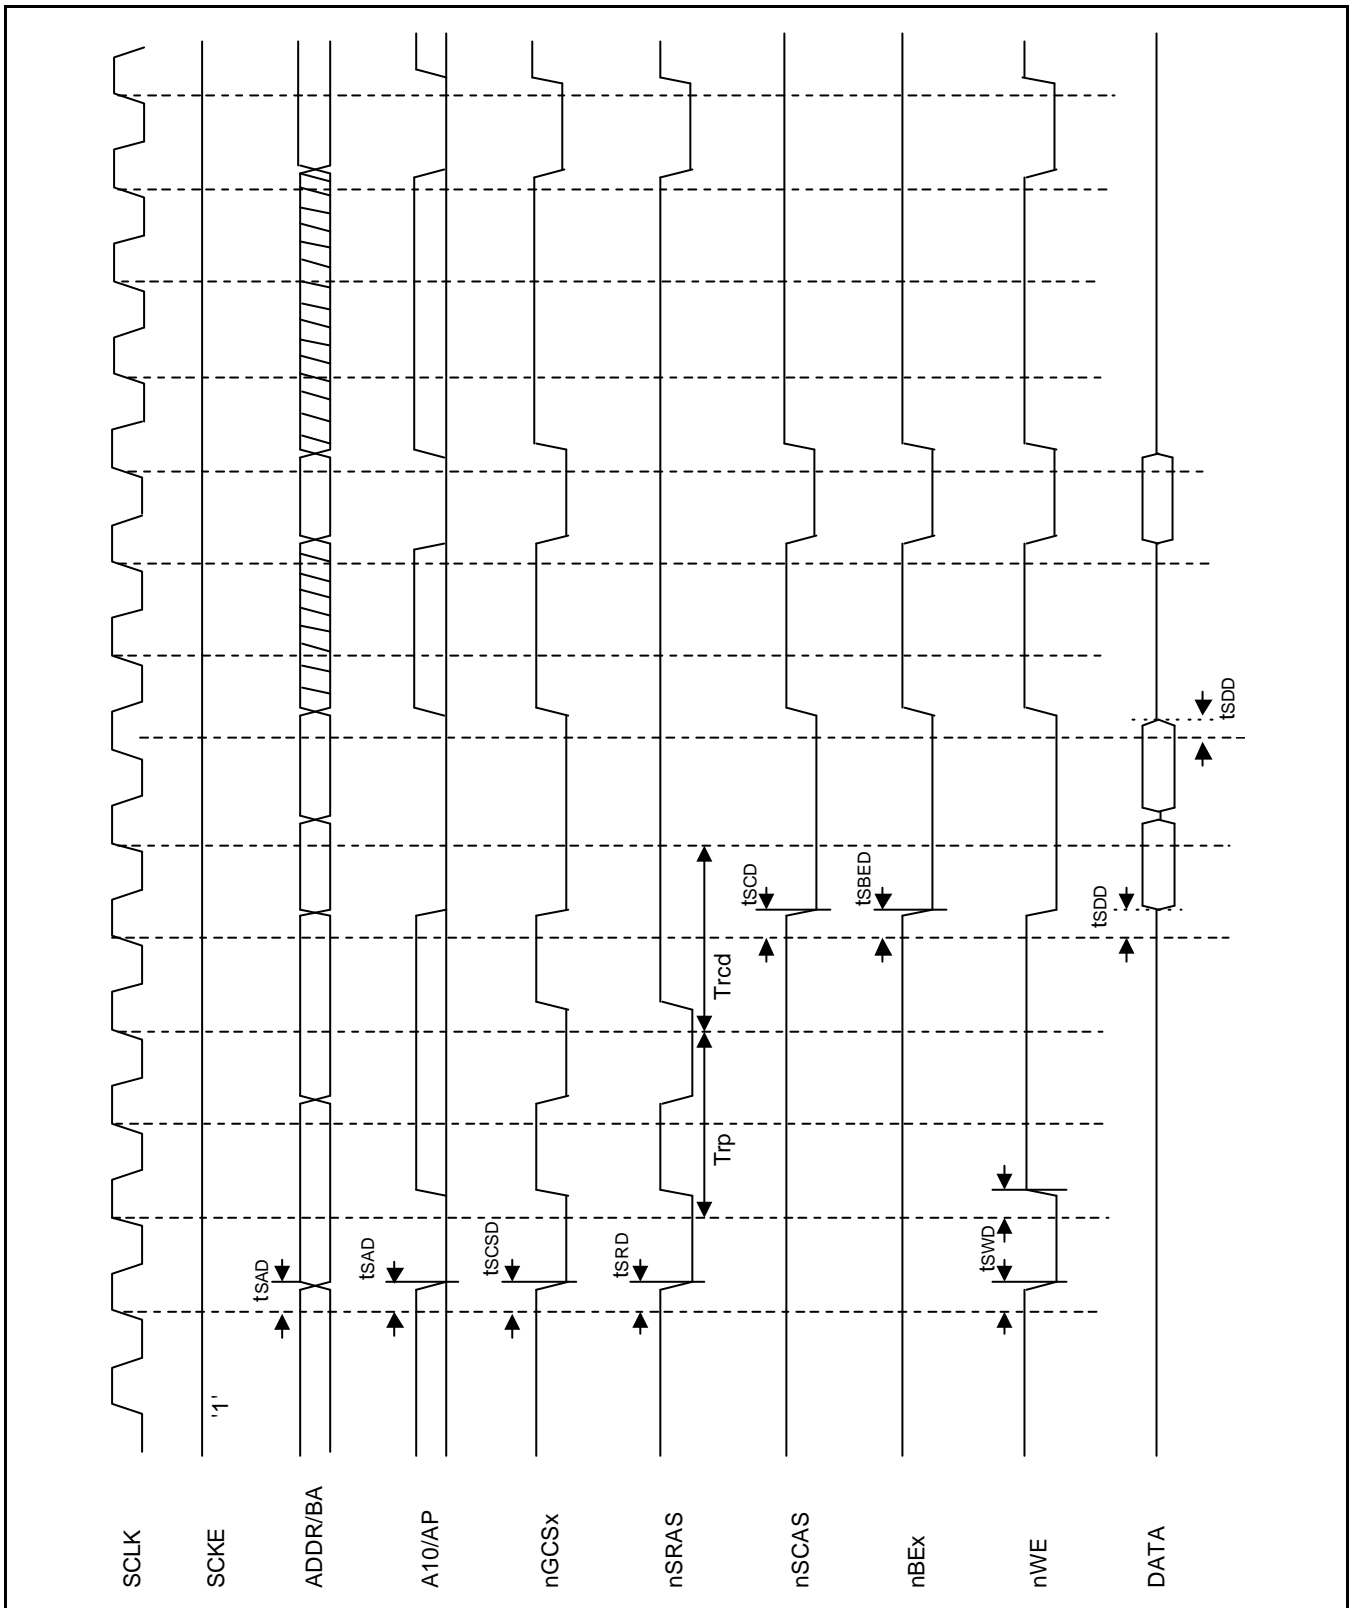 SCLK
SCKE
'1'
ADDR/BA
tSAD
A10/AP
tSAD
nGCSx
tSCSD
nSRAS
tSRD
Trp
Trcd
nSCAS
tSCD
nBEx
tSBED
nWE
tSWD
DATA
tSDD
tSDD